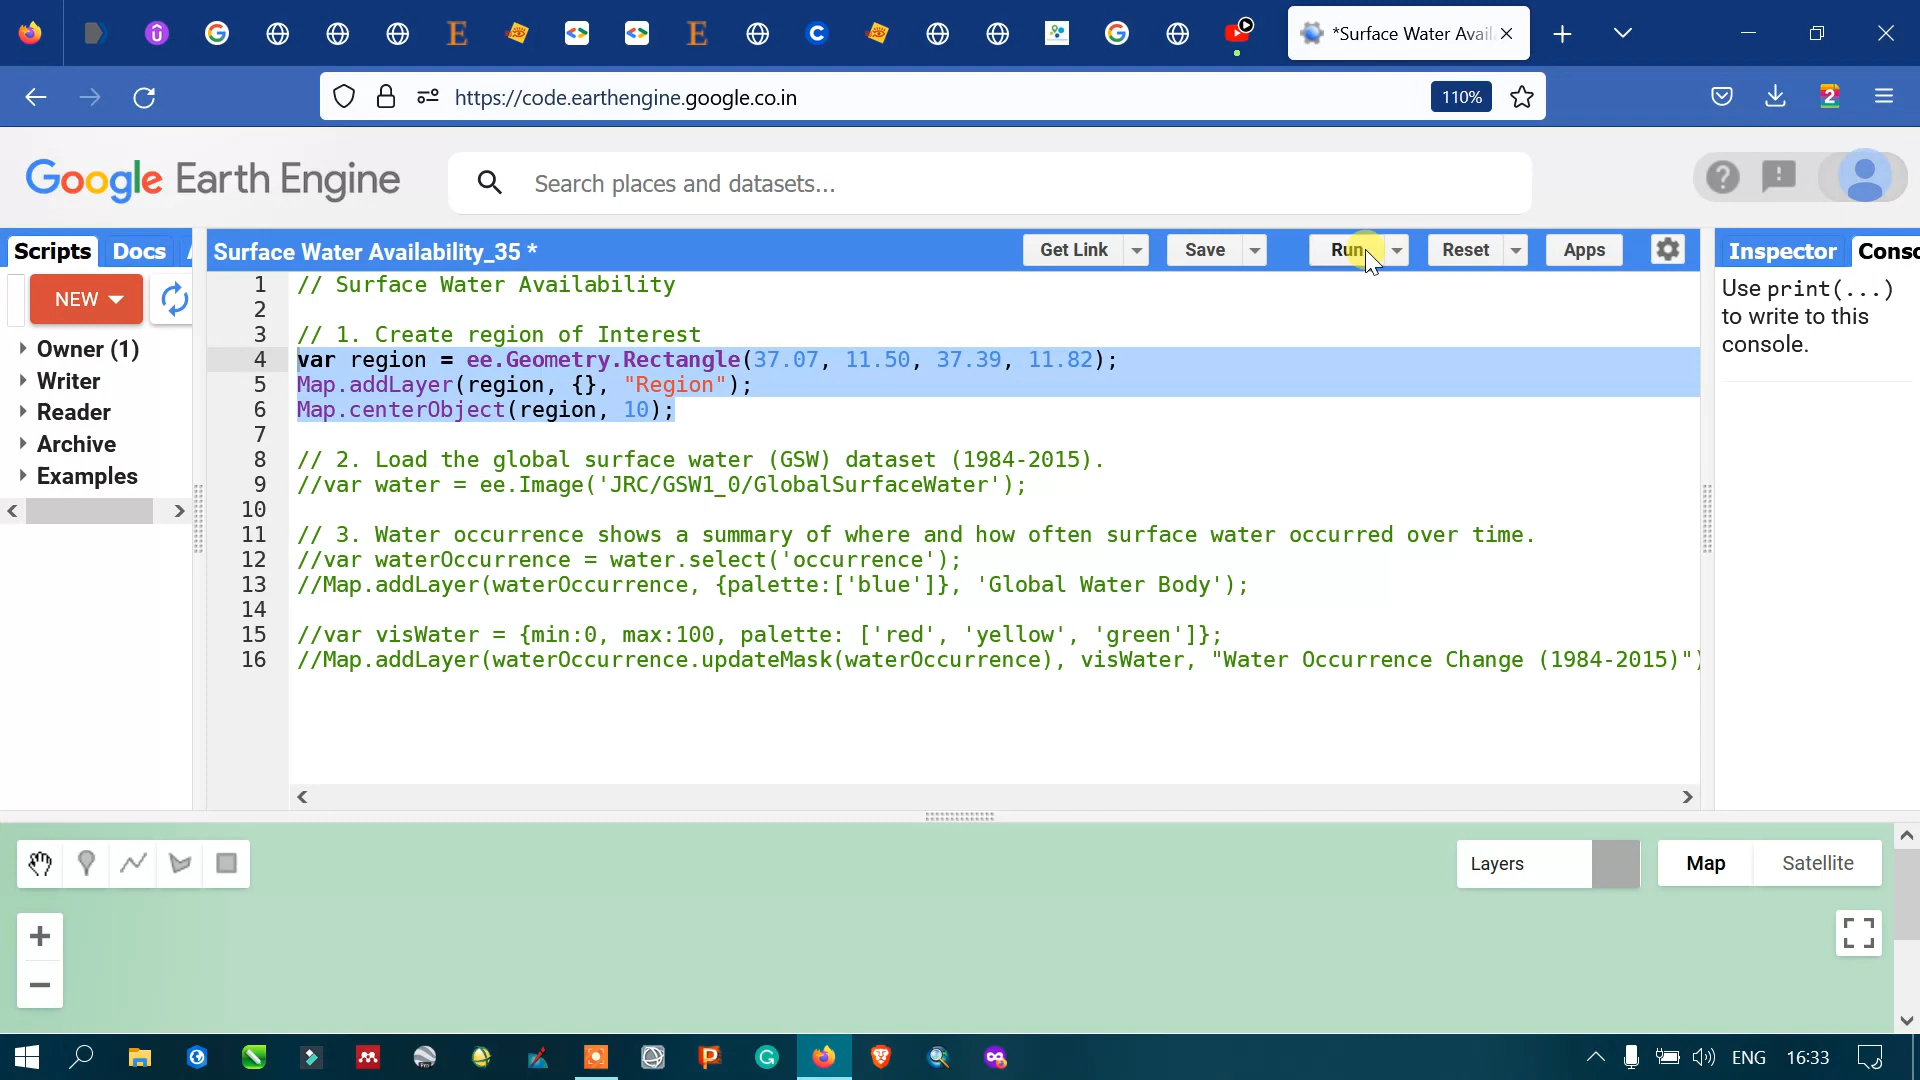 *Surface Water Avail
https://code.earthengine.google.co.in
110%
2
Google Earth Engine
Search places and datasets...
Scripts
Docs
Surface Water Availability_35 *
Get Link
Save
Run
Reset
Apps
Inspector
Conso
NEW
Owner (1)
Writer
Reader
Archive
Examples
1 // Surface Water Availability
2
3 // 1. Create region of Interest
4 var region = ee.Geometry.Rectangle(37.07, 11.50, 37.39, 11.82);
5 Map.addLayer(region, {}, "Region");
6 Map.centerObject(region, 10);
7
8 // 2. Load the global surface water (GSW) dataset (1984-2015).
9 //var water = ee.Image('JRC/GSW1_0/GlobalSurfaceWater');
10
11 // 3. Water occurrence shows a summary of where and how often surface water occurred over time.
12 //var waterOccurrence = water.select('occurrence');
13 //Map.addLayer(waterOccurrence, {palette:['blue']}, 'Global Water Body');
14
15 //var visWater = {min:0, max:100, palette: ['red', 'yellow', 'green']};
16 //Map.addLayer(waterOccurrence.updateMask(waterOccurrence), visWater, "Water Occurrence Change (1984-2015)")
Use print(...)
to write to this
console.
Layers
Map
Satellite
ENG
16:33